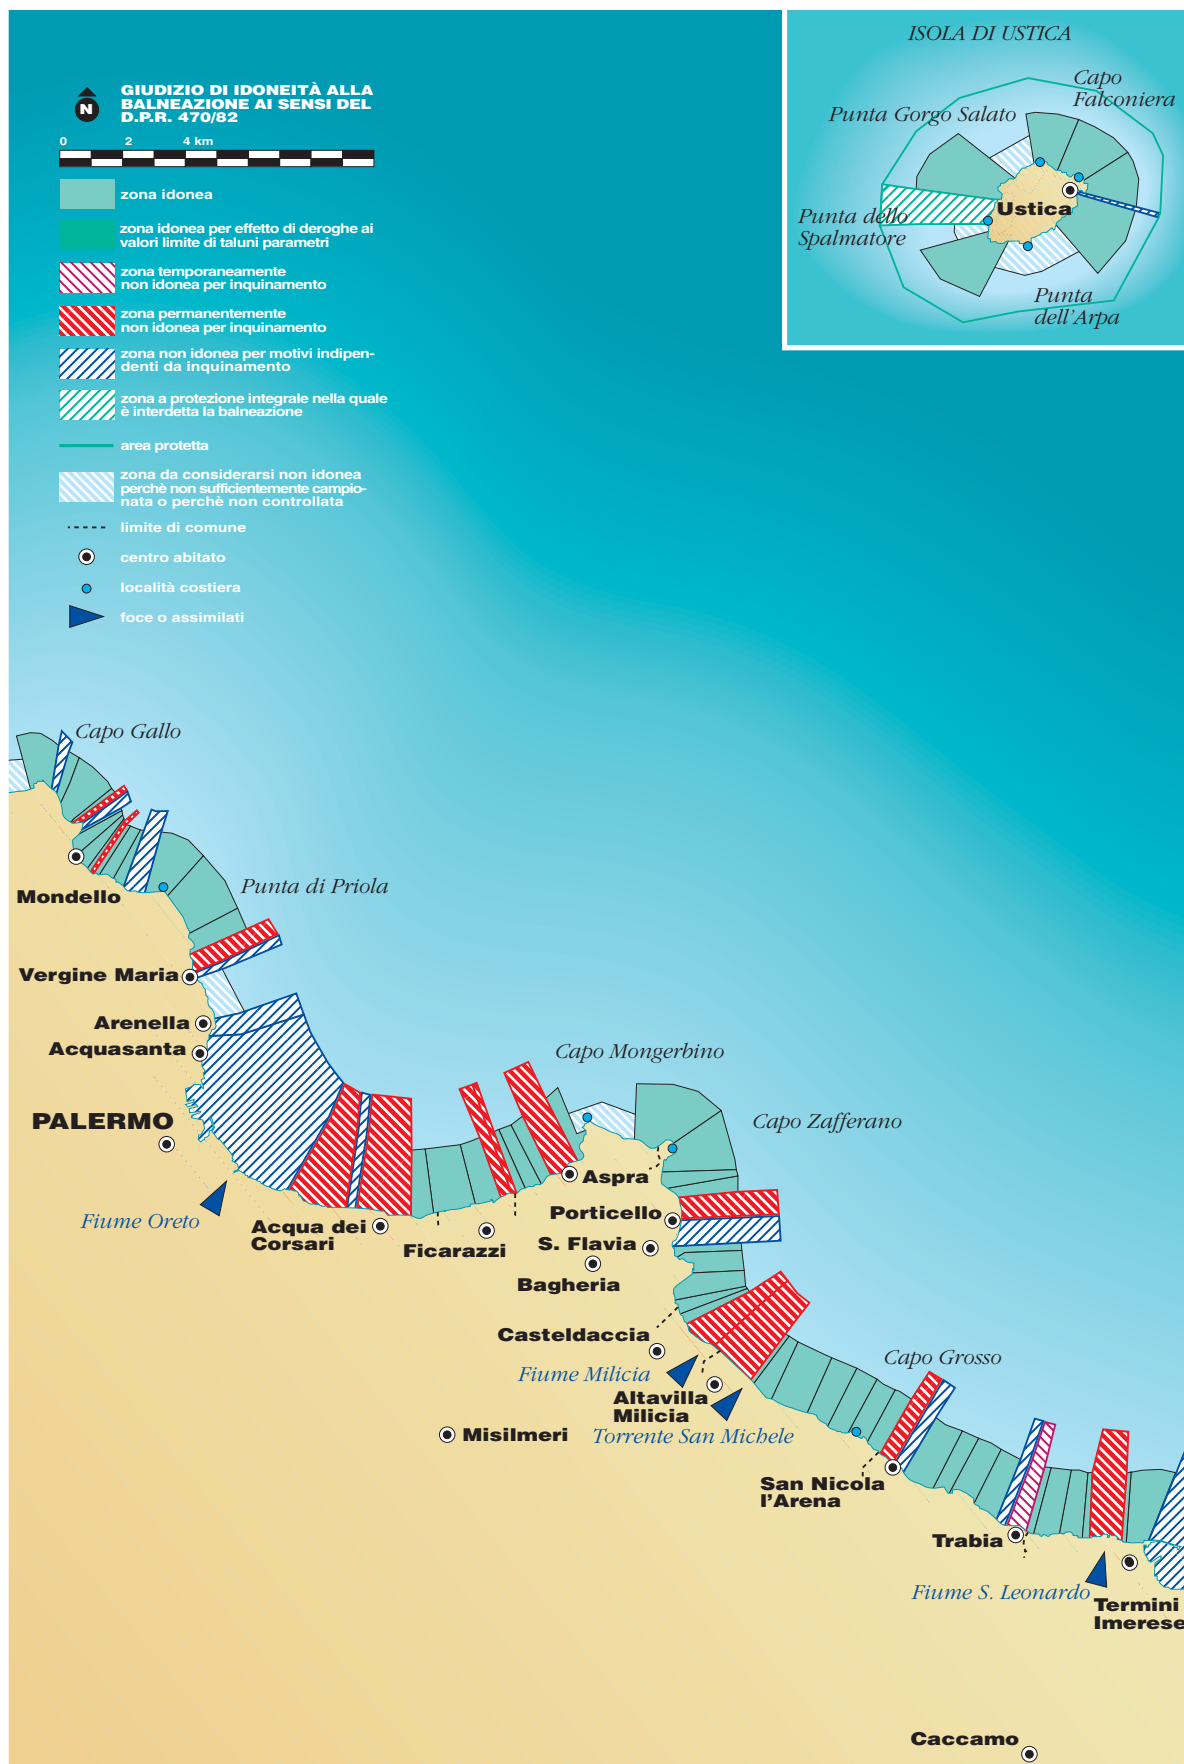 ISOLA DI USTICA
Capo
Falconiera
Punta Gorgo Salato
Ustica
Punta dello
Spalmatore
Punta
dell'Arpa
N
GIUDIZIO DI IDONEITÀ ALLA
BALNEAZIONE AI SENSI DEL
D.P.R. 470/82
0 2 4 km
zona idonea
zona idonea per effetto di deroghe ai
valori limite di taluni parametri
zona temporaneamente
non idonea per inquinamento
zona permanentemente
non idonea per inquinamento
zona non idonea per motivi indipen-
denti da inquinamento
zona a protezione integrale nella quale
è interdetta la balneazione
area protetta
zona da considerarsi non idonea
perchè non sufficientemente campio-
nata o perchè non controllata
limite di comune
centro abitato
località costiera
foce o assimilati
Capo Gallo
Mondello
Punta di Priola
Vergine Maria
Arenella
Acquasanta
PALERMO
Fiume Oreto
Acqua dei
Corsari
Ficarazzi
Capo Mongerbino
Capo Zafferano
Aspra
Porticello
S. Flavia
Bagheria
Casteldaccia
Fiume Milicia
Altavilla
Milicia
Misilmeri
Torrente San Michele
Capo Grosso
San Nicola
l'Arena
Trabia
Fiume S. Leonardo
Termini
Imerese
Caccamo